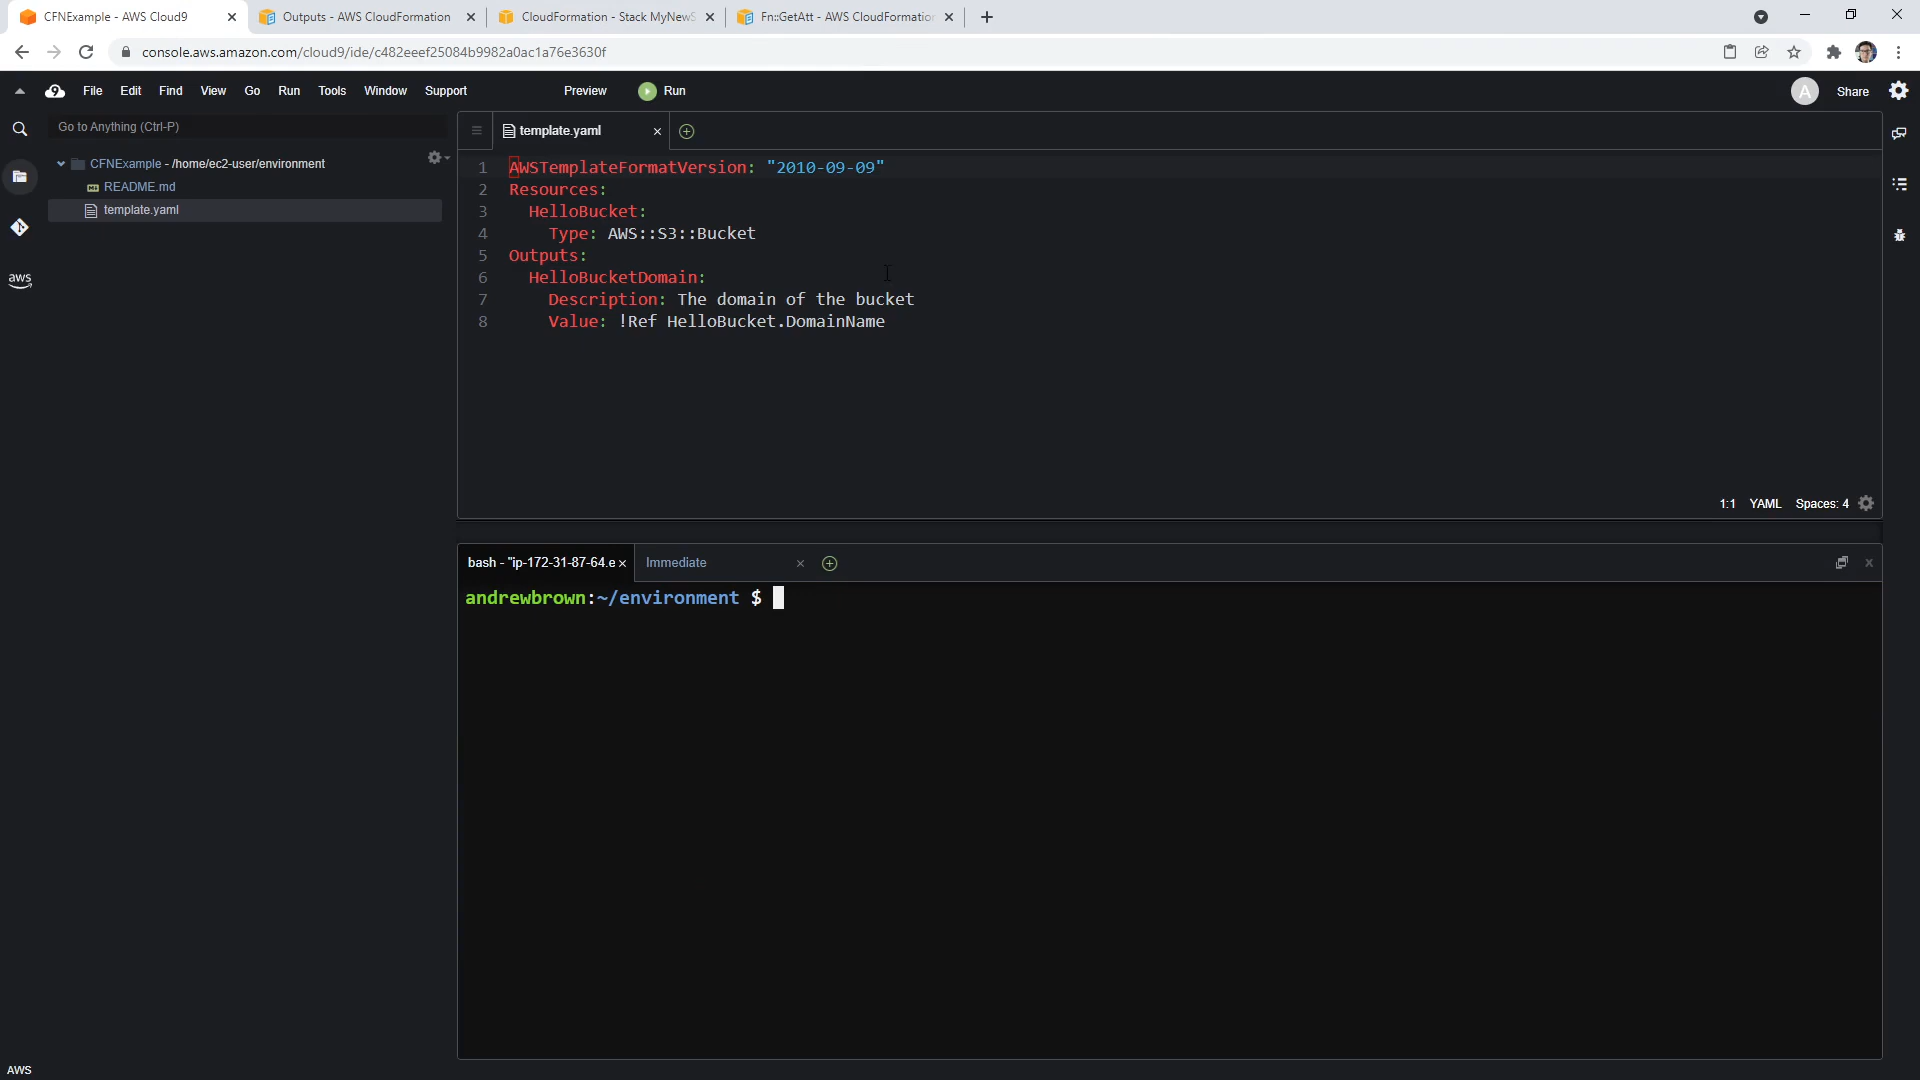 CFNExample - AWS Cloud9
Outputs - AWS CloudFormation
CloudFormation - Stack MyNewS
Fn::GetAtt - AWS CloudFormation
console.aws.amazon.com/cloud9/ide/c482eeef25084b9982a0ac1a76e3630f
9 File Edit Find View Go Run Tools Window Support Preview Run A Share
Go to Anything (Ctrl-P)
CFNExample - /home/ec2-user/environment
README.md
template.yaml
aws
template.yaml
1 AWSTemplateFormatVersion: "2010-09-09"
2 Resources:
3 HelloBucket:
4 Type: AWS::S3::Bucket
5 Outputs:
6 HelloBucketDomain:
7 Description: The domain of the bucket
8 Value: !Ref HelloBucket.DomainName
1:1 YAML Spaces: 4
bash - "ip-172-31-87-64.e
Immediate
andrewbrown:~/environment $
AWS